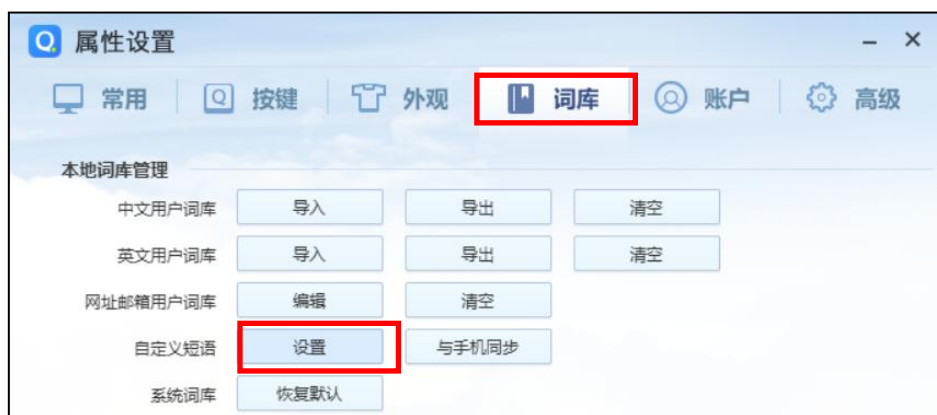 属性设置
常用 按键 外观 词库 账户 高级
本地词库管理
中文用户词库 导入 导出 清空
英文用户词库 导入 导出 清空
网址邮箱用户词库 编辑 清空
自定义短语 设置 与手机同步
系统词库 恢复默认